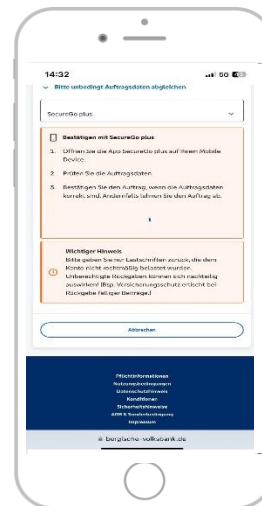 14:32
5G
Bitte unbedingt Auftragsdaten abgleichen
SecureGo plus
Bestätigen mit SecureGo plus
1. Öffnen Sie die App SecureGo plus auf Ihrem Mobile
Device.
2. Prüfen Sie die Auftragsdaten.
3. Bestätigen Sie den Auftrag, wenn die Auftragsdaten
korrekt sind. Andernfalls lehnen Sie den Auftrag ab.
Wichtiger Hinweis
Bitte geben Sie nur Lastschriften zurück, die dem
Konto nicht rechtmäßig belastet wurden.
Unberechtigte Rückgaben können sich nachteilig
auswirken! (Bsp. Versicherungsschutz erlischt bei
Rückgabe fälliger Beiträge.)
Abbrechen
Pflichtinformationen
Nutzungsbedingungen
Datenschutzhinweis
Konditionen
Sicherheitshinweise
AGB & Sonderbedingung
Impressum
bergische-volksbank.de